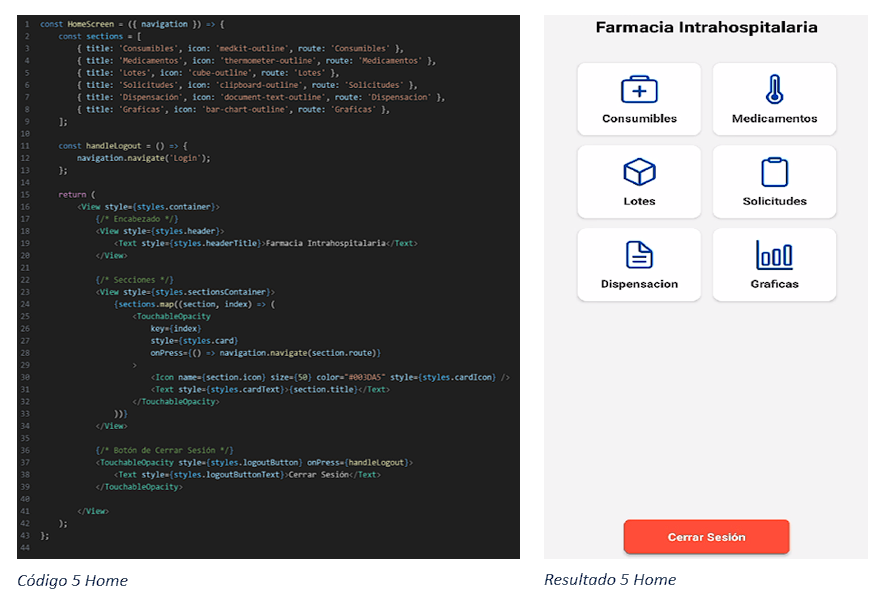 1 const HomeScreen = ({ navigation }) => {
2 const sections = [
3 { title: 'Consumibles', icon: 'medkit-outline', route: 'Consumibles' },
4 { title: 'Medicamentos', icon: 'thermometer-outline', route: 'Medicamentos' },
5 { title: 'Lotes', icon: 'cube-outline', route: 'Lotes' },
6 { title: 'Solicitudes', icon: 'clipboard-outline', route: 'Solicitudes' },
7 { title: 'Dispensación', icon: 'document-text-outline', route: 'Dispensacion' },
8 { title: 'Graficas', icon: 'bar-chart-outline', route: 'Graficas' },
9 ];
10
11 const handleLogout = () => {
12 navigation.navigate('Login');
13 };
14
15 return (
16 <View style={styles.container}>
17 {/* Encabezado */}
18 <View style={styles.header}>
19 <Text style={styles.headerTitle}>Farmacia Intrahospitalaria</Text>
20 </View>
21
22 {/* Secciones */}
23 <View style={styles.sectionsContainer}>
24 {sections.map((section, index) => (
25 <TouchableOpacity
26 key={index}
27 style={styles.card}
28 onPress={() => navigation.navigate(section.route)}
29 >
30 <Icon name={section.icon} size={50} color="#003DA5" style={styles.cardIcon} />
31 <Text style={styles.cardText}>{section.title}</Text>
32 </TouchableOpacity>
33 ))}
34 </View>
35
36 {/* Botón de Cerrar Sesión */}
37 <TouchableOpacity style={styles.logoutButton} onPress={handleLogout}>
38 <Text style={styles.logoutButtonText}>Cerrar Sesión</Text>
39 </TouchableOpacity>
40
41 </View>
42 );
43 };
44
Código 5 Home
Farmacia Intrahospitalaria
Consumibles
Medicamentos
Lotes
Solicitudes
Dispensacion
Graficas
Cerrar Sesión
Resultado 5 Home